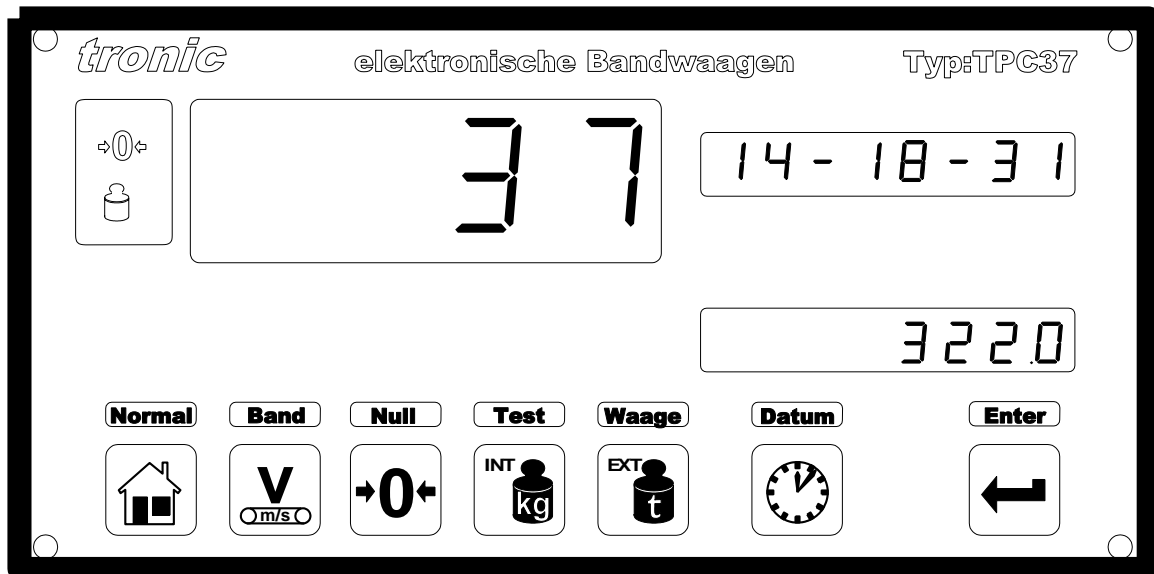 tronic elektronische Bandwaagen Typ:TPC37
→0←
37
14-18-31
322.0
Normal Band Null Test Waage Datum Enter
V m/s →0← INT kg EXT t